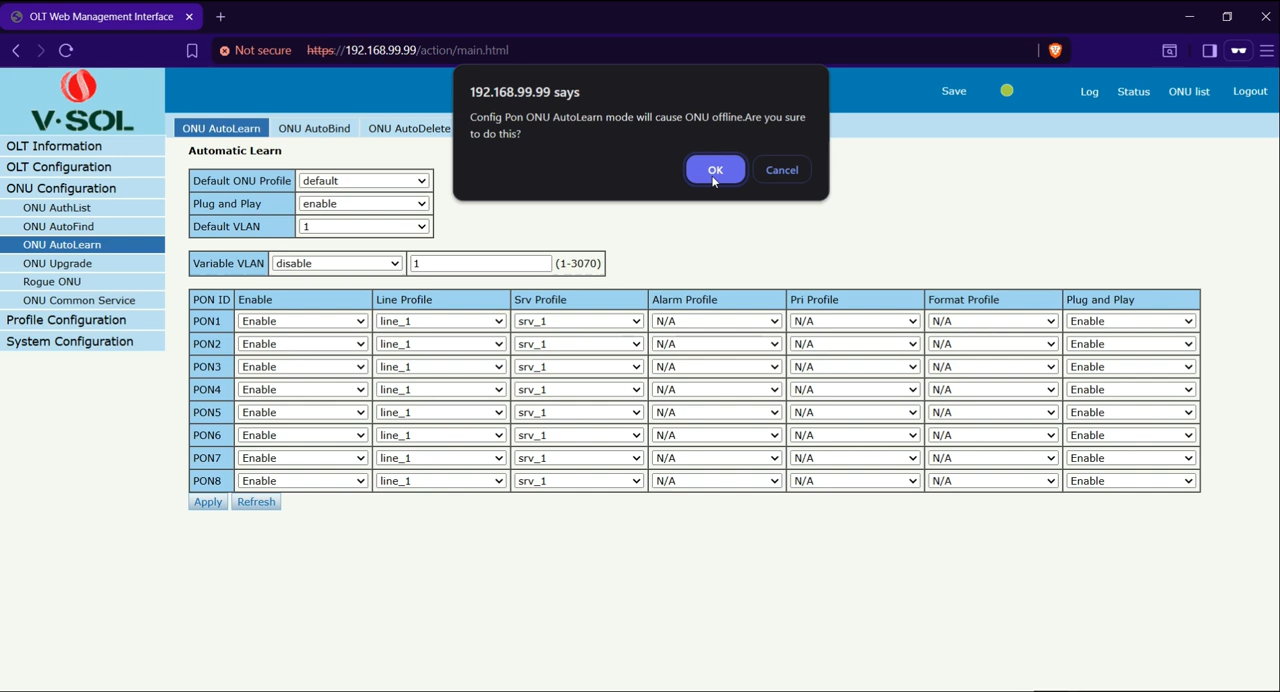 OLT Web Management Interface
Not secure https://192.168.99.99/action/main.html
192.168.99.99 says
Config Pon ONU AutoLearn mode will cause ONU offline.Are you sure
to do this?
OK Cancel
V·SOL
Save Log Status ONU list Logout
OLT Information
OLT Configuration
ONU Configuration
ONU AuthList
ONU AutoFind
ONU AutoLearn
ONU Upgrade
Rogue ONU
ONU Common Service
Profile Configuration
System Configuration
ONU AutoLearn ONU AutoBind ONU AutoDelete
Automatic Learn
Default ONU Profile default
Plug and Play enable
Default VLAN 1
Variable VLAN disable 1 (1-3070)
PON ID Enable Line Profile Srv Profile Alarm Profile Pri Profile Format Profile Plug and Play
PON1 Enable line_1 srv_1 N/A N/A N/A Enable
PON2 Enable line_1 srv_1 N/A N/A N/A Enable
PON3 Enable line_1 srv_1 N/A N/A N/A Enable
PON4 Enable line_1 srv_1 N/A N/A N/A Enable
PON5 Enable line_1 srv_1 N/A N/A N/A Enable
PON6 Enable line_1 srv_1 N/A N/A N/A Enable
PON7 Enable line_1 srv_1 N/A N/A N/A Enable
PON8 Enable line_1 srv_1 N/A N/A N/A Enable
Apply Refresh